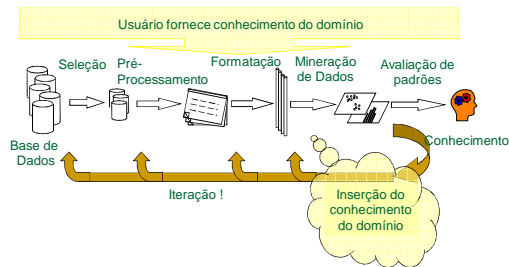 Usuário fornece conhecimento do domínio
Seleção
Pré-
Processamento
Formatação
Mineração
de Dados
Avaliação de
padrões
Base de
Dados
Conhecimento
Iteração !
Inserção do
conhecimento
do domínio